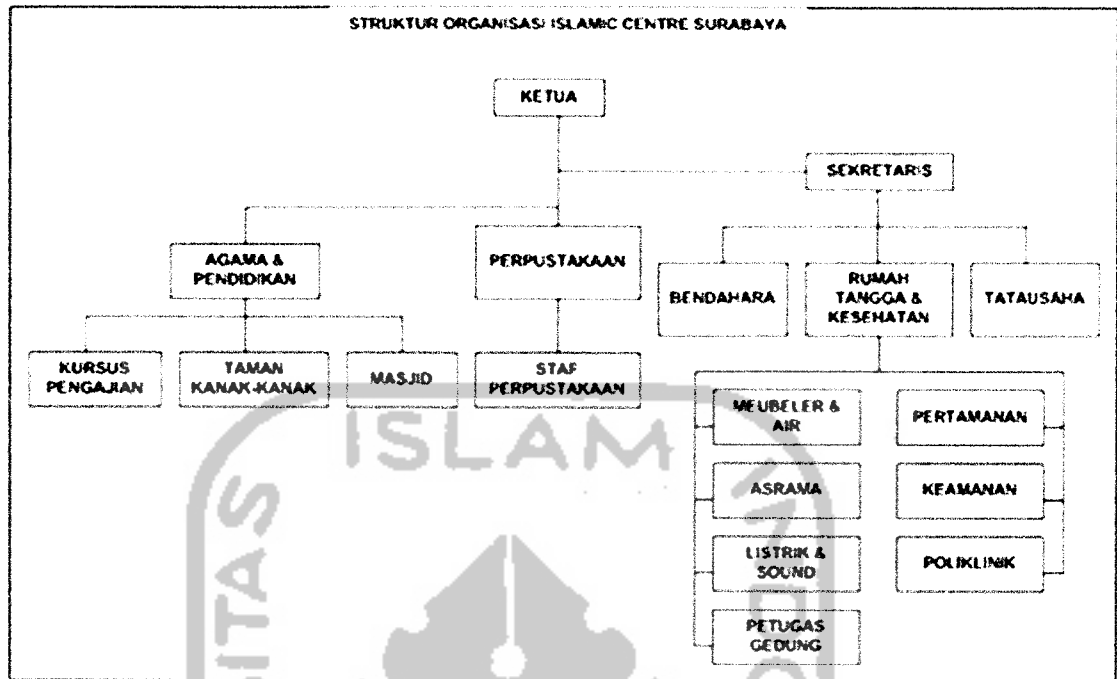 STRUKTUR ORGANISASI ISLAMIC CENTRE SURABAYA
KETUA
SEKRETARIS
AGAMA &
PENDIDIKAN
PERPUSTAKAAN
BENDAHARA
RUMAH
TANGGA &
KESEHATAN
TATAUSAHA
KURSUS
PENGAJIAN
TAMAN
KANAK-KANAK
MASJID
STAF
PERPUSTAKAAN
MEUBELER &
AIR
PERTAMANAN
ASRAMA
KEAMANAN
LISTRIK &
SOUND
POLIKLINIK
PETUGAS
GEDUNG
ISLAM
ITAS